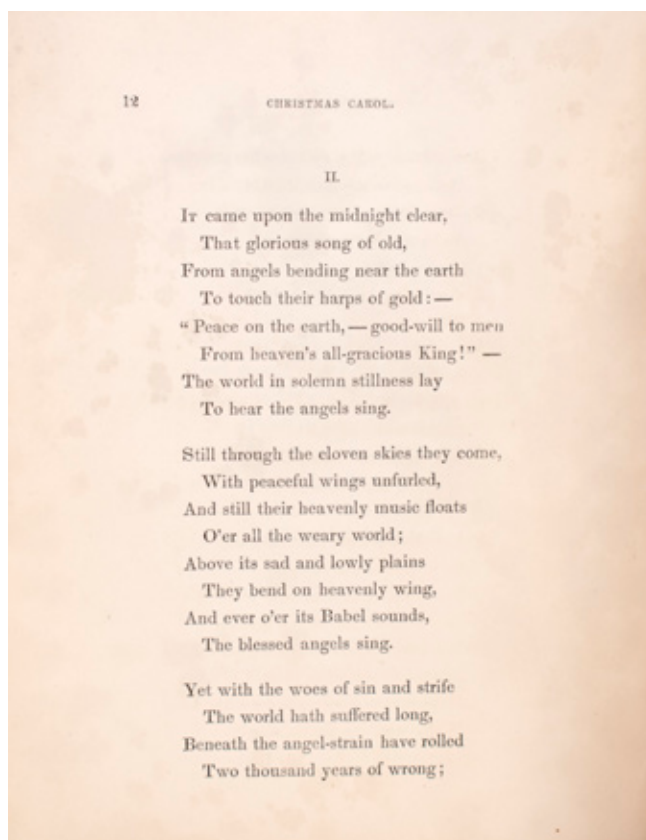 12
CHRISTMAS CAROL.
II.
IT came upon the midnight clear,
That glorious song of old,
From angels bending near the earth
To touch their harps of gold:—
“Peace on the earth,—good-will to men
From heaven's all-gracious King!”—
The world in solemn stillness lay
To hear the angels sing.
Still through the cloven skies they come,
With peaceful wings unfurled,
And still their heavenly music floats
O'er all the weary world;
Above its sad and lowly plains
They bend on heavenly wing,
And ever o'er its Babel sounds,
The blessed angels sing.
Yet with the woes of sin and strife
The world hath suffered long,
Beneath the angel-strain have rolled
Two thousand years of wrong;